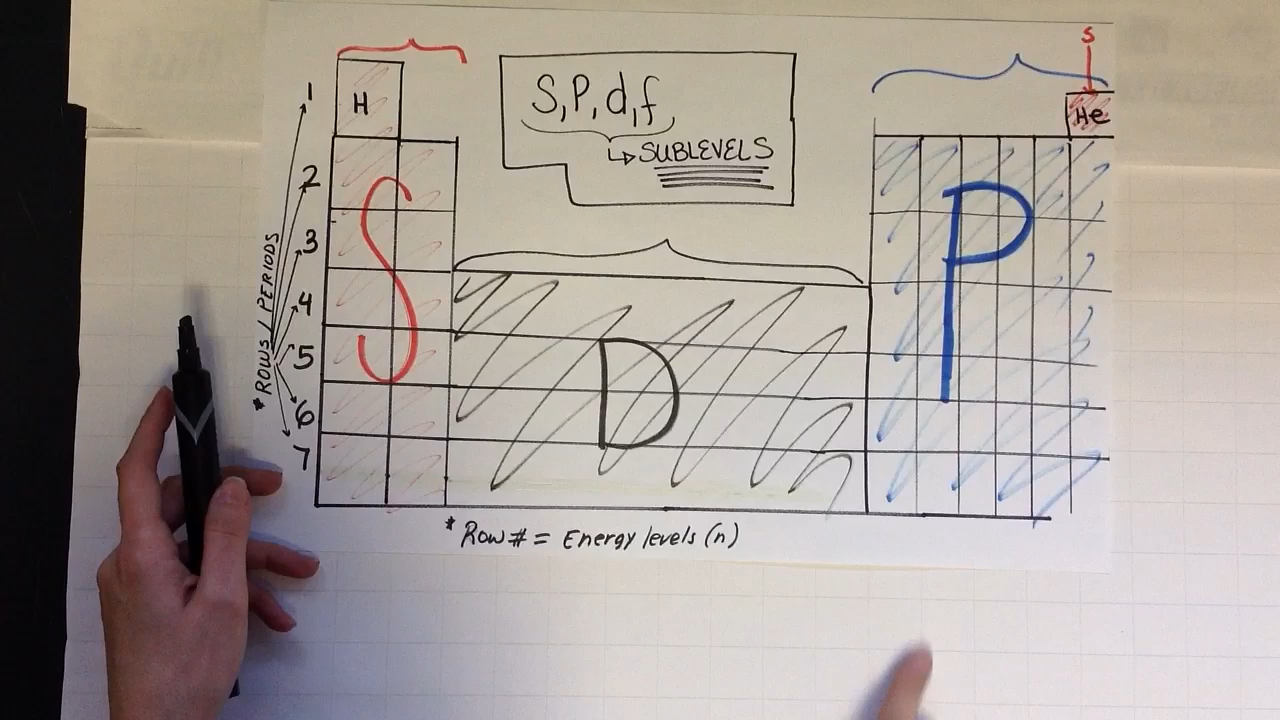 S
H
He
S, P, d, f
↳ SUBLEVELS
1
2
3
4
5
6
7
* ROWS / PERIODS
S
D
P
* Row # = Energy levels (n)